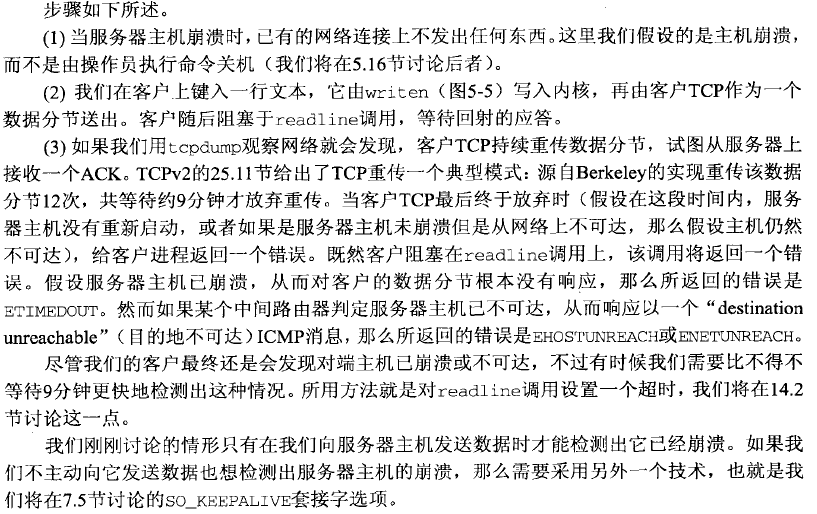 步骤如下所述。
(1) 当服务器主机崩溃时，已有的网络连接上不发出任何东西。这里我们假设的是主机崩溃，
而不是由操作员执行命令关机（我们将在5.16节讨论后者）。
(2) 我们在客户上键入一行文本，它由writen（图5-5）写入内核，再由客户TCP作为一个
数据分节送出。客户随后阻塞于readline调用，等待回射的应答。
(3) 如果我们用tcpdump观察网络就会发现，客户TCP持续重传数据分节，试图从服务器上
接收一个ACK。TCPv2的25.11节给出了TCP重传一个典型模式：源自Berkeley的实现重传该数据
分节12次，共等待约9分钟才放弃重传。当客户TCP最后终于放弃时（假设在这段时间内，服务
器主机没有重新启动，或者如果是服务器主机未崩溃但是从网络上不可达，那么假设主机仍然
不可达），给客户进程返回一个错误。既然客户阻塞在readline调用上，该调用将返回一个错
误。假设服务器主机已崩溃，从而对客户的数据分节根本没有响应，那么所返回的错误是
ETIMEDOUT。然而如果某个中间路由器判定服务器主机已不可达，从而响应以一个“destination
unreachable”（目的地不可达）ICMP消息，那么所返回的错误是EHOSTUNREACH或ENETUNREACH。
尽管我们的客户最终还是会发现对端主机已崩溃或不可达，不过有时候我们需要比不得不
等待9分钟更快地检测出这种情况。所用方法就是对readline调用设置一个超时，我们将在14.2
节讨论这一点。
我们刚刚讨论的情形只有在我们向服务器主机发送数据时才能检测出它已经崩溃。如果我
们不主动向它发送数据也想检测出服务器主机的崩溃，那么需要采用另外一个技术，也就是我
们将在7.5节讨论的SO_KEEPALIVE套接字选项。